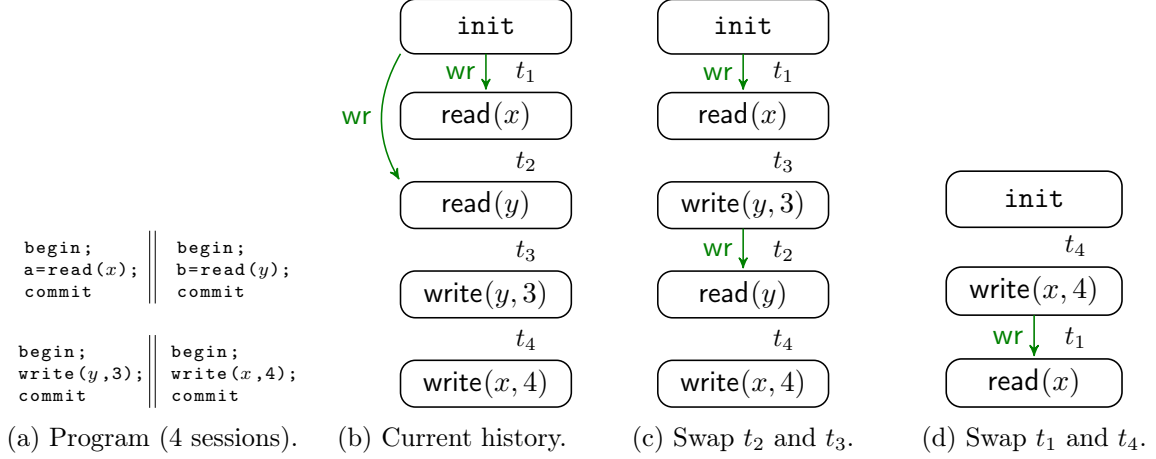 begin;
a=read(x);
commit
begin;
b=read(y);
commit
begin;
write(y,3);
commit
begin;
write(x,4);
commit
(a) Program (4 sessions).
init
wr
t1
read(x)
wr
t2
read(y)
t3
write(y, 3)
t4
write(x, 4)
(b) Current history.
init
wr
t1
read(x)
t3
write(y, 3)
wr
t2
read(y)
t4
write(x, 4)
(c) Swap t2 and t3.
init
t4
write(x, 4)
wr
t1
read(x)
(d) Swap t1 and t4.